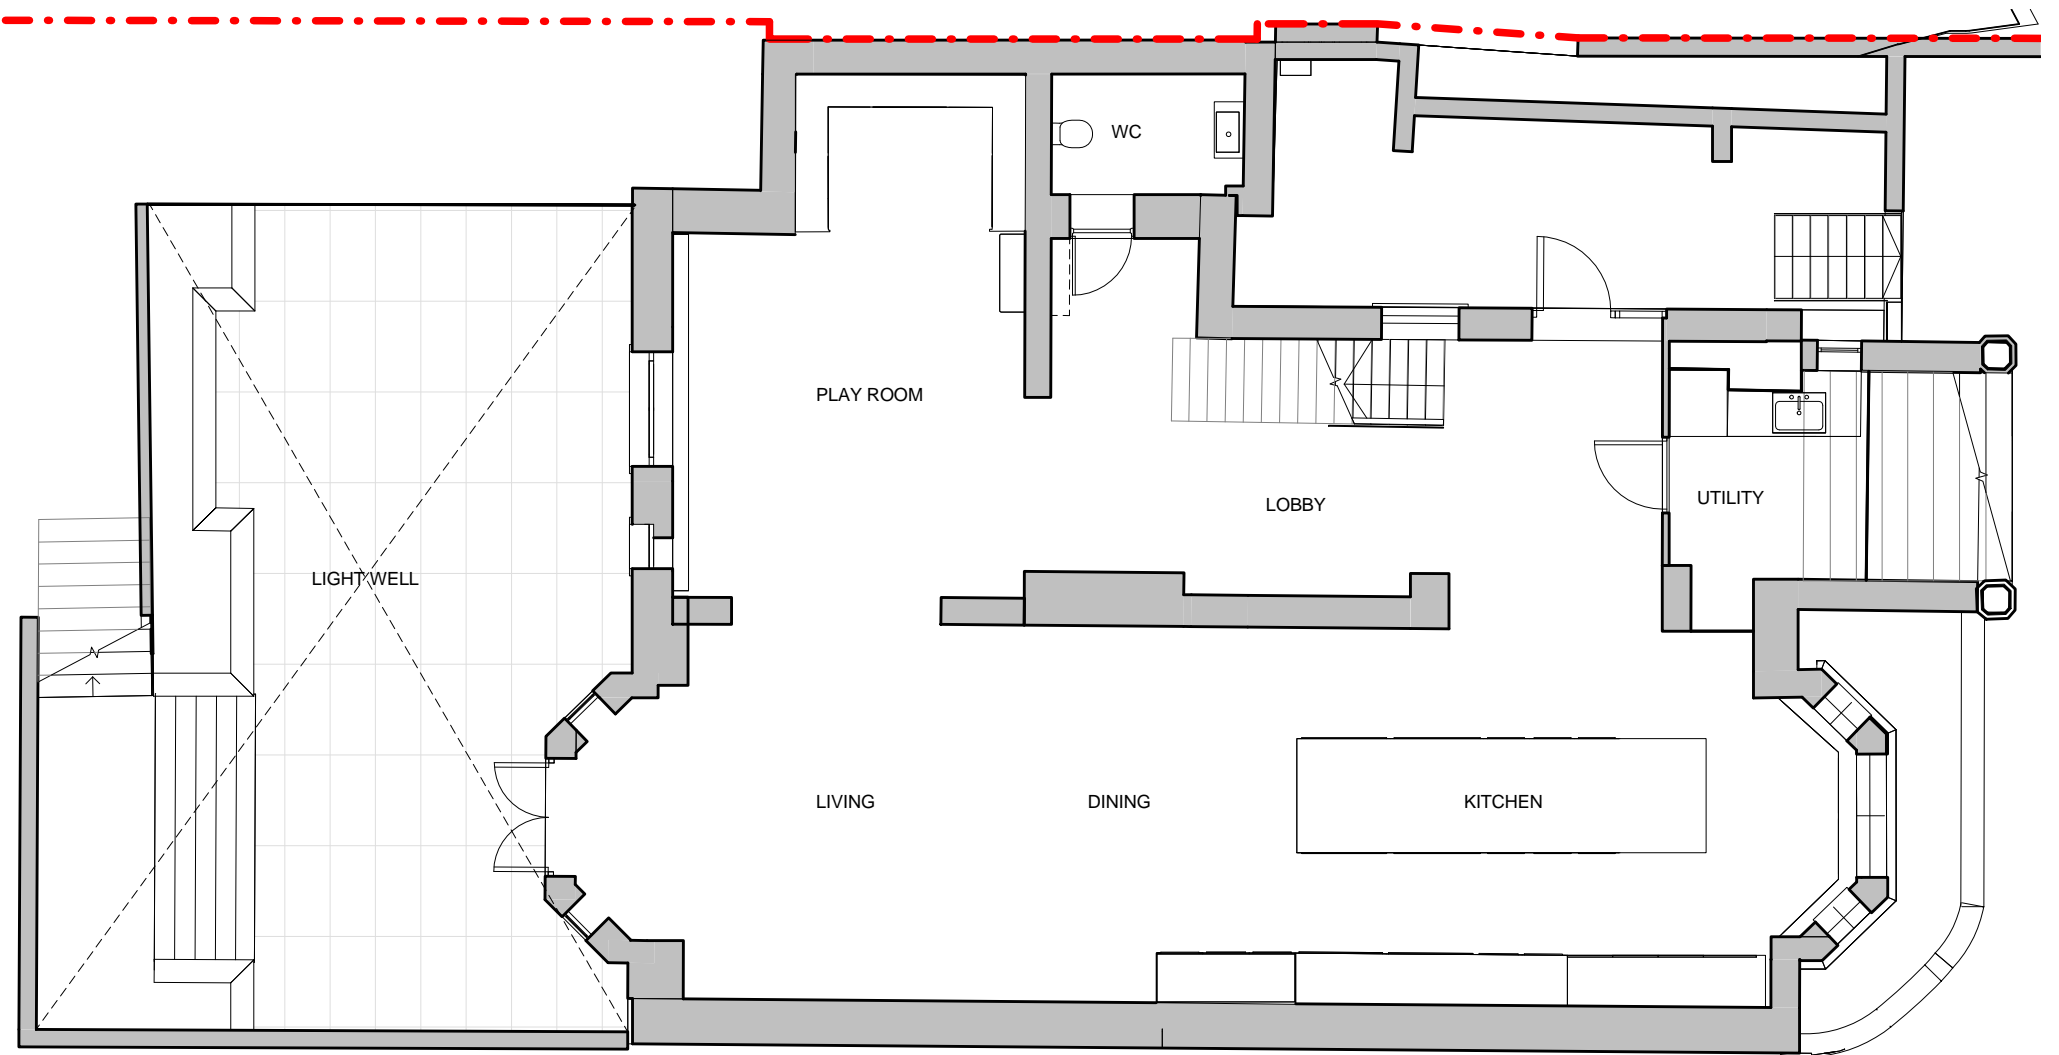 WC
PLAY ROOM
LOBBY
UTILITY
LIGHT WELL
LIVING
DINING
KITCHEN